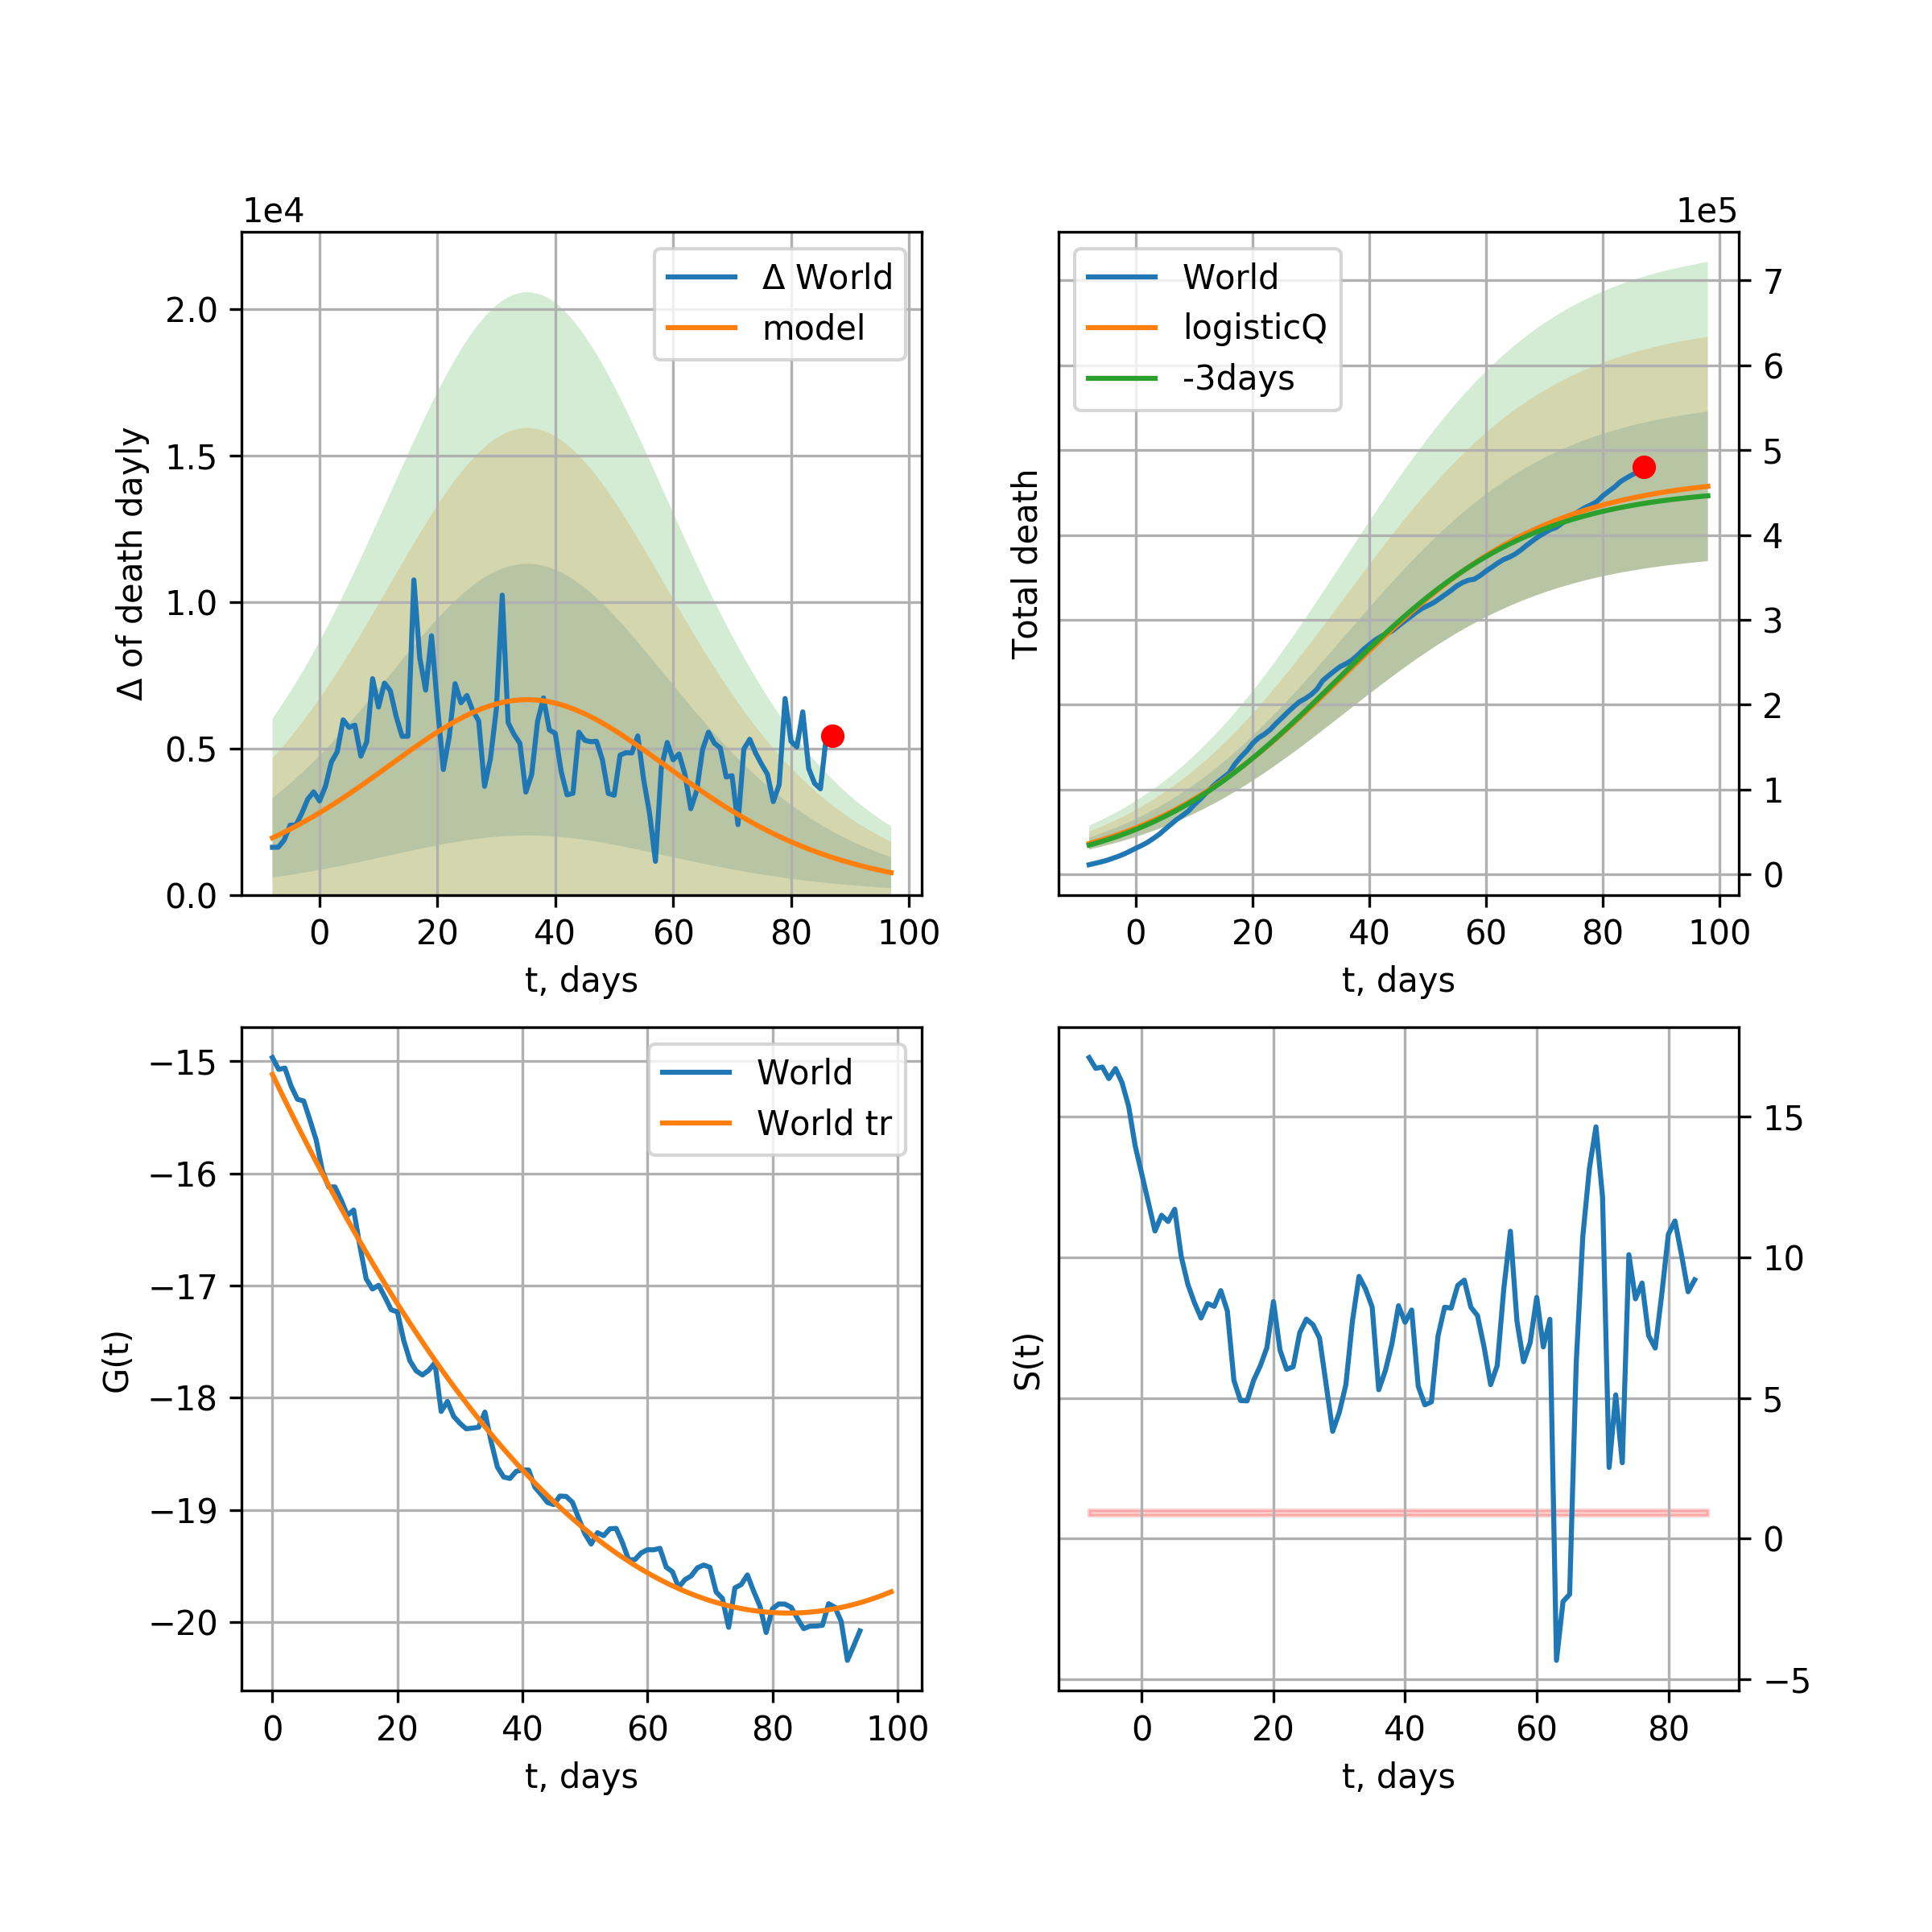 1e4
Δ of death dayly
2.0
1.5
1.0
0.5
0.0
0 20 40 60 80 100
t, days
Δ World
model
1e5
Total death
7
6
5
4
3
2
1
0
0 20 40 60 80 100
t, days
World
logisticQ
-3days
G(t)
−15
−16
−17
−18
−19
−20
0 20 40 60 80 100
t, days
World
World tr
S(t)
15
10
5
0
−5
0 20 40 60 80
t, days